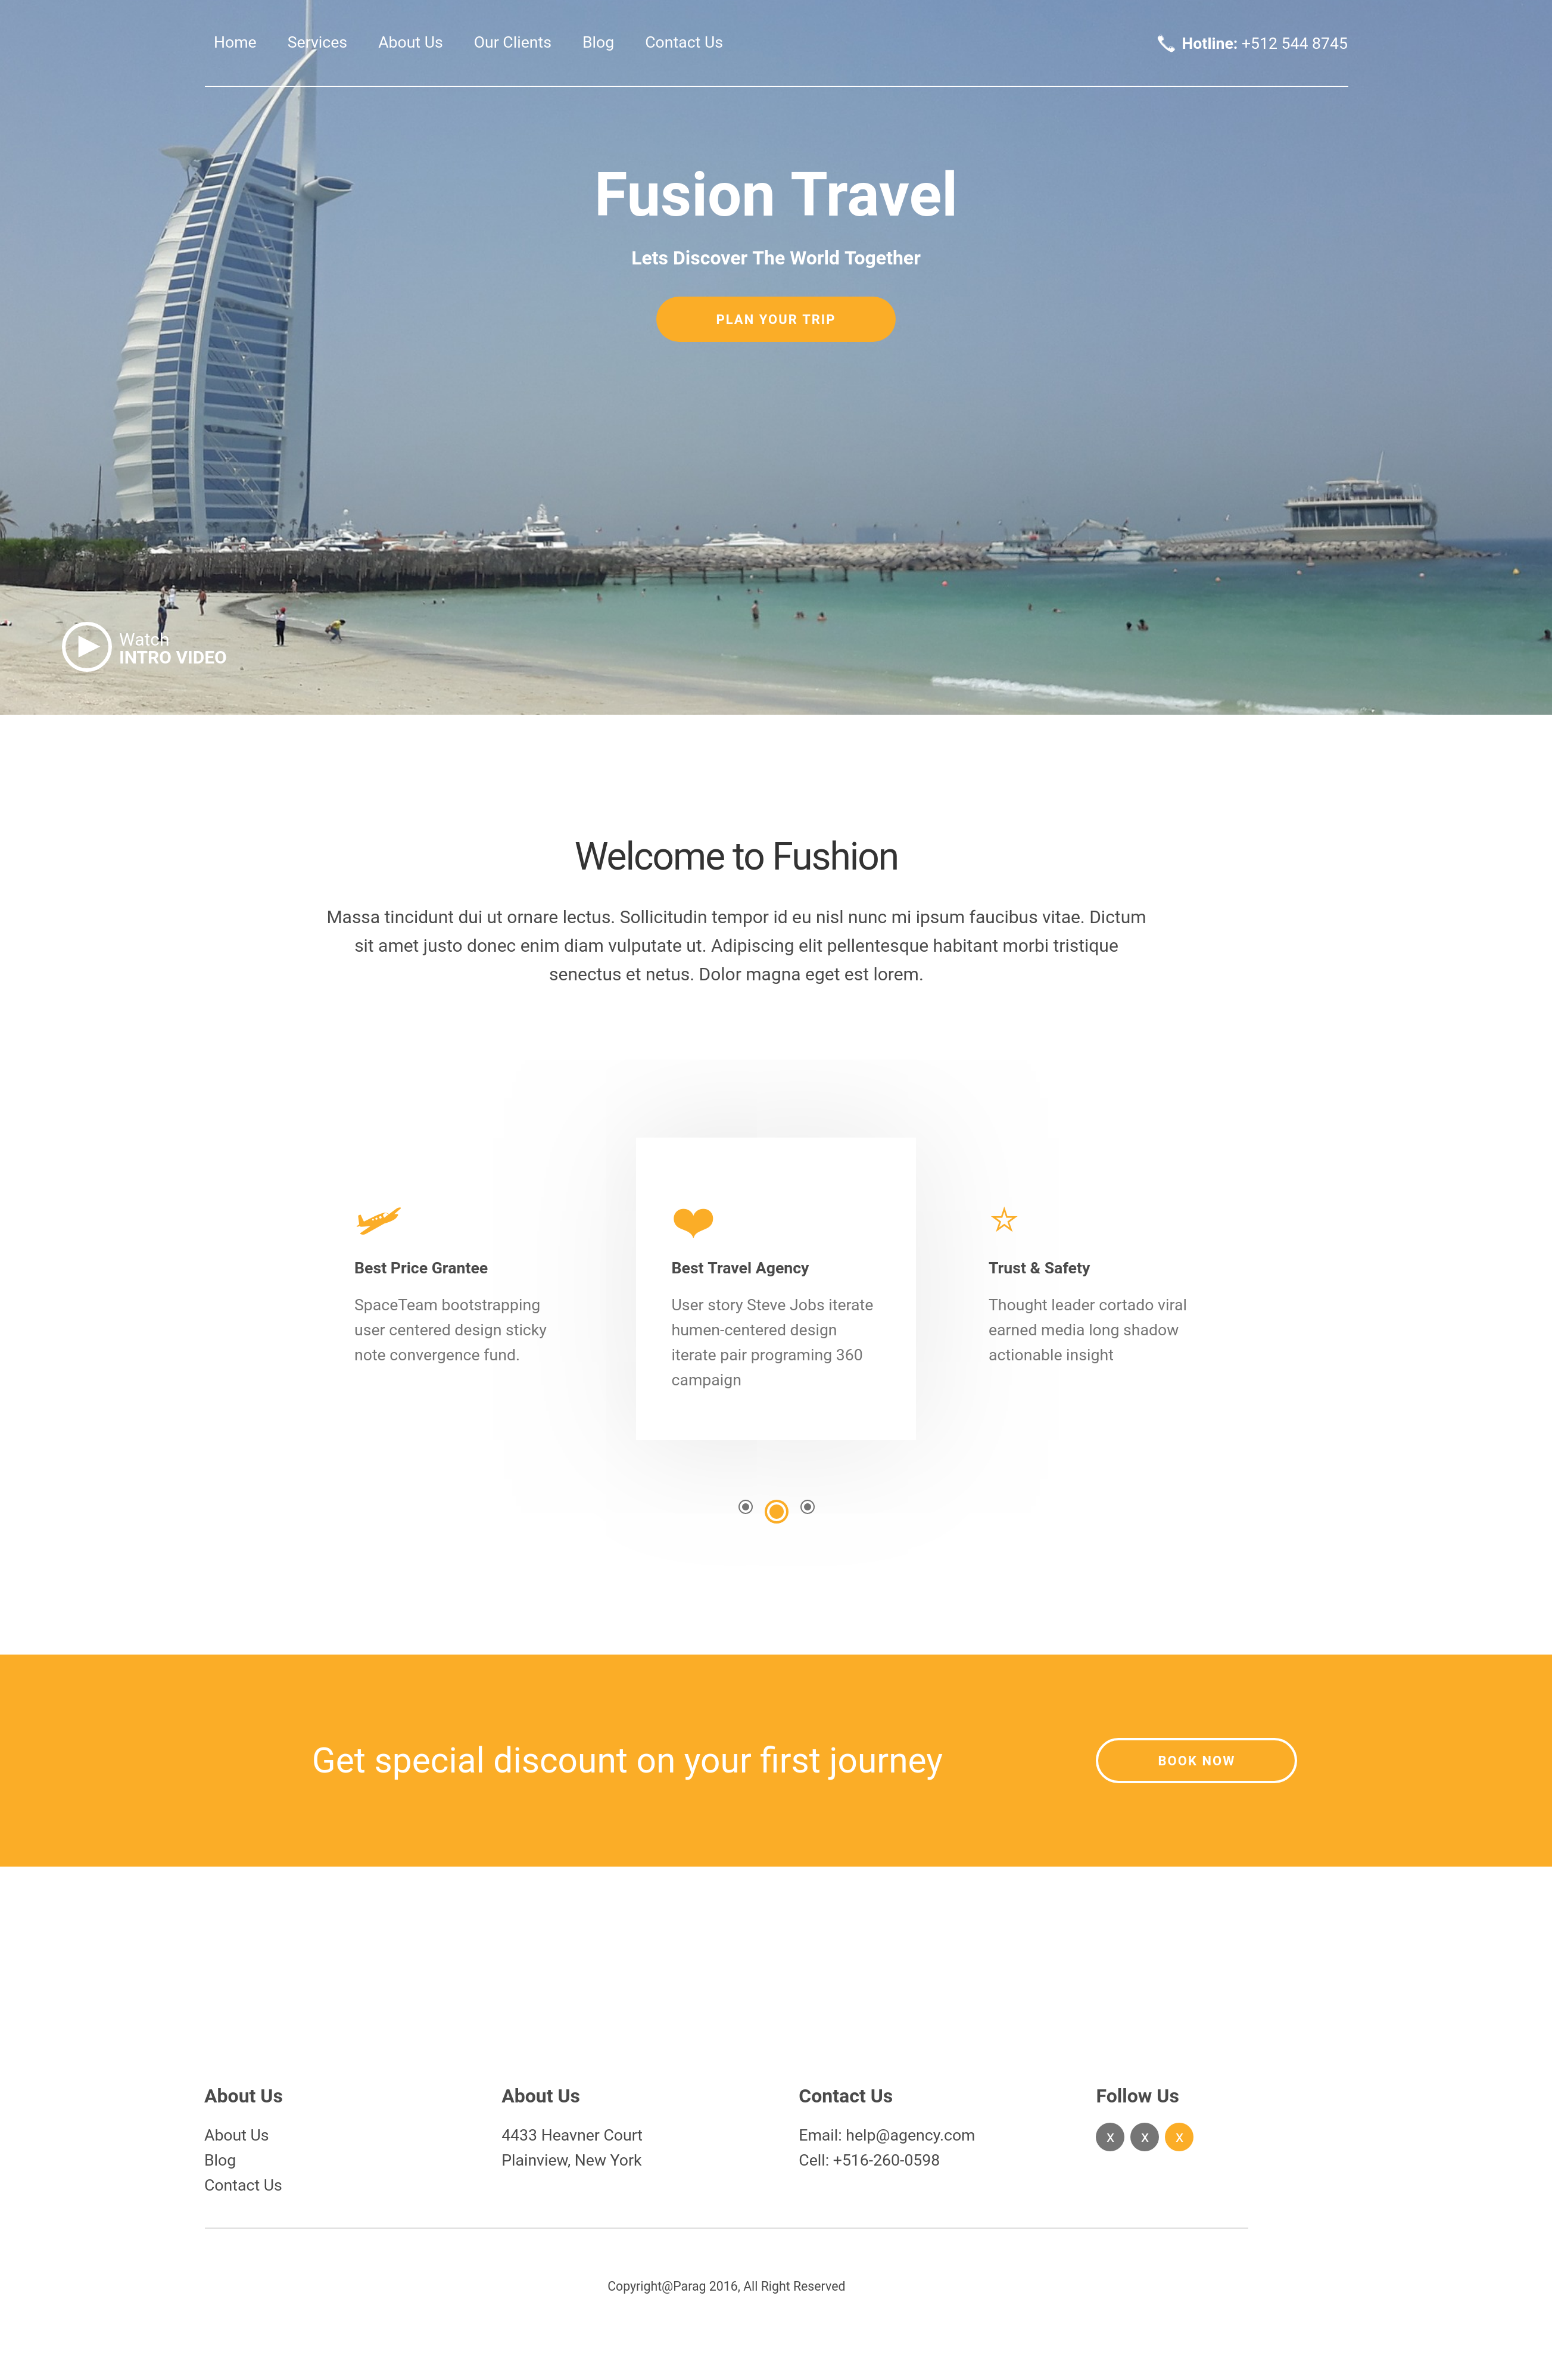 Home Services About Us Our Clients Blog Contact Us
Hotline: +512 544 8745
Fusion Travel
Lets Discover The World Together
PLAN YOUR TRIP
Watch
INTRO VIDEO
Welcome to Fushion
Massa tincidunt dui ut ornare lectus. Sollicitudin tempor id eu nisl nunc mi ipsum faucibus vitae. Dictum
sit amet justo donec enim diam vulputate ut. Adipiscing elit pellentesque habitant morbi tristique
senectus et netus. Dolor magna eget est lorem.
Best Price Grantee
SpaceTeam bootstrapping
user centered design sticky
note convergence fund.
Best Travel Agency
User story Steve Jobs iterate
humen-centered design
iterate pair programing 360
campaign
Trust & Safety
Thought leader cortado viral
earned media long shadow
actionable insight
Get special discount on your first journey
BOOK NOW
About Us
About Us
Blog
Contact Us
About Us
4433 Heavner Court
Plainview, New York
Contact Us
Email: help@agency.com
Cell: +516-260-0598
Follow Us
x x x
Copyright@Parag 2016, All Right Reserved